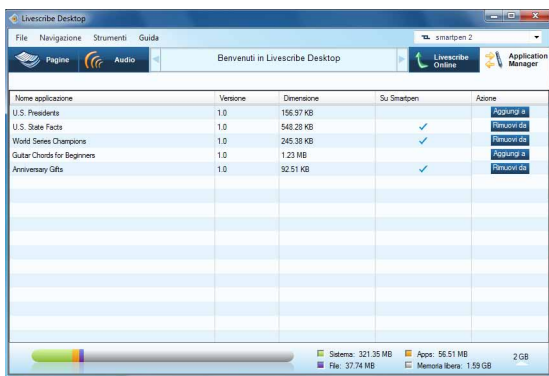 Livescribe Desktop
File Navigazione Strumenti Guida smartpen 2
Pagine Audio Benvenuti in Livescribe Desktop Livescribe Online Application Manager
Nome applicazione Versione Dimensione Su Smartpen Azione
U.S. Presidents 1.0 156.97 KB Aggiungi a
U.S. State Facts 1.0 548.28 KB Rimuovi da
World Series Champions 1.0 245.38 KB Rimuovi da
Guitar Chords for Beginners 1.0 1.23 MB Aggiungi a
Anniversary Gifts 1.0 92.51 KB Rimuovi da
Sistema: 321.35 MB Apps: 56.51 MB 2 GB
File: 37.74 MB Memoria libera: 1.59 GB